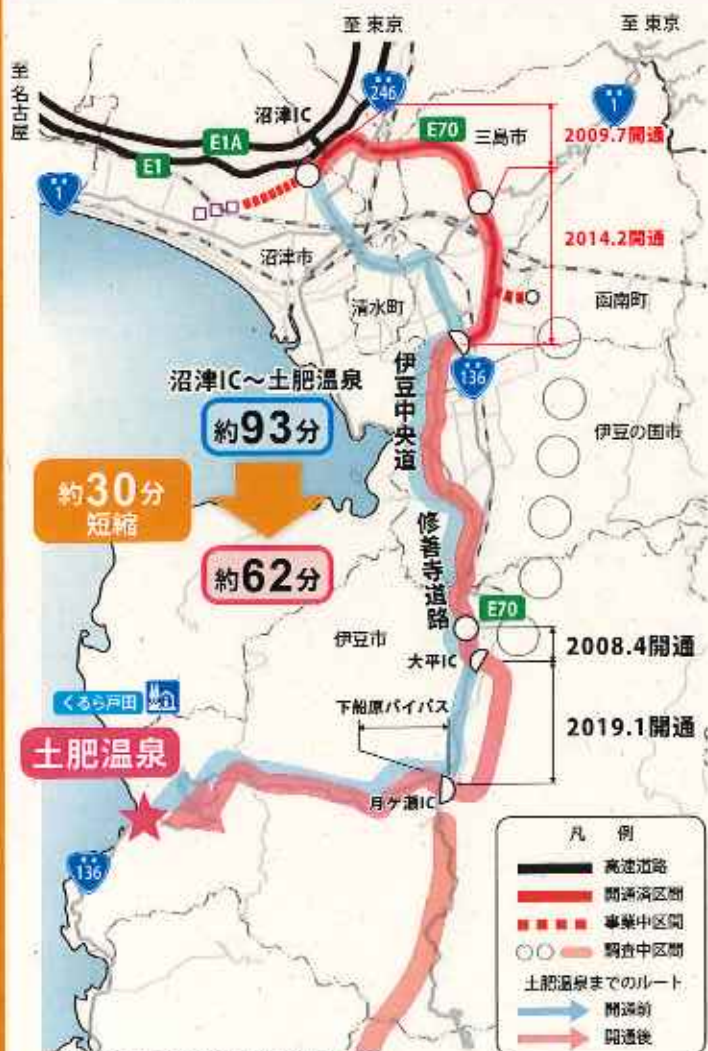 至 東京
至 東京
至名古屋
246
沼津IC
1
E1A
E70
三島市
2009.7開通
E1
1
2014.2開通
沼津市
清水町
函南町
沼津IC～土肥温泉
136
約93分
伊豆中央道
伊豆の国市
約30分
短縮
約62分
修善寺道路
E70
伊豆市
2008.4開通
大平IC
下船原バイパス
2019.1開通
くるら戸田
土肥温泉
月ケ瀬IC
136
凡 例
高速道路
開通済区間
事業中区間
調査中区間
土肥温泉までのルート
開通前
開通後